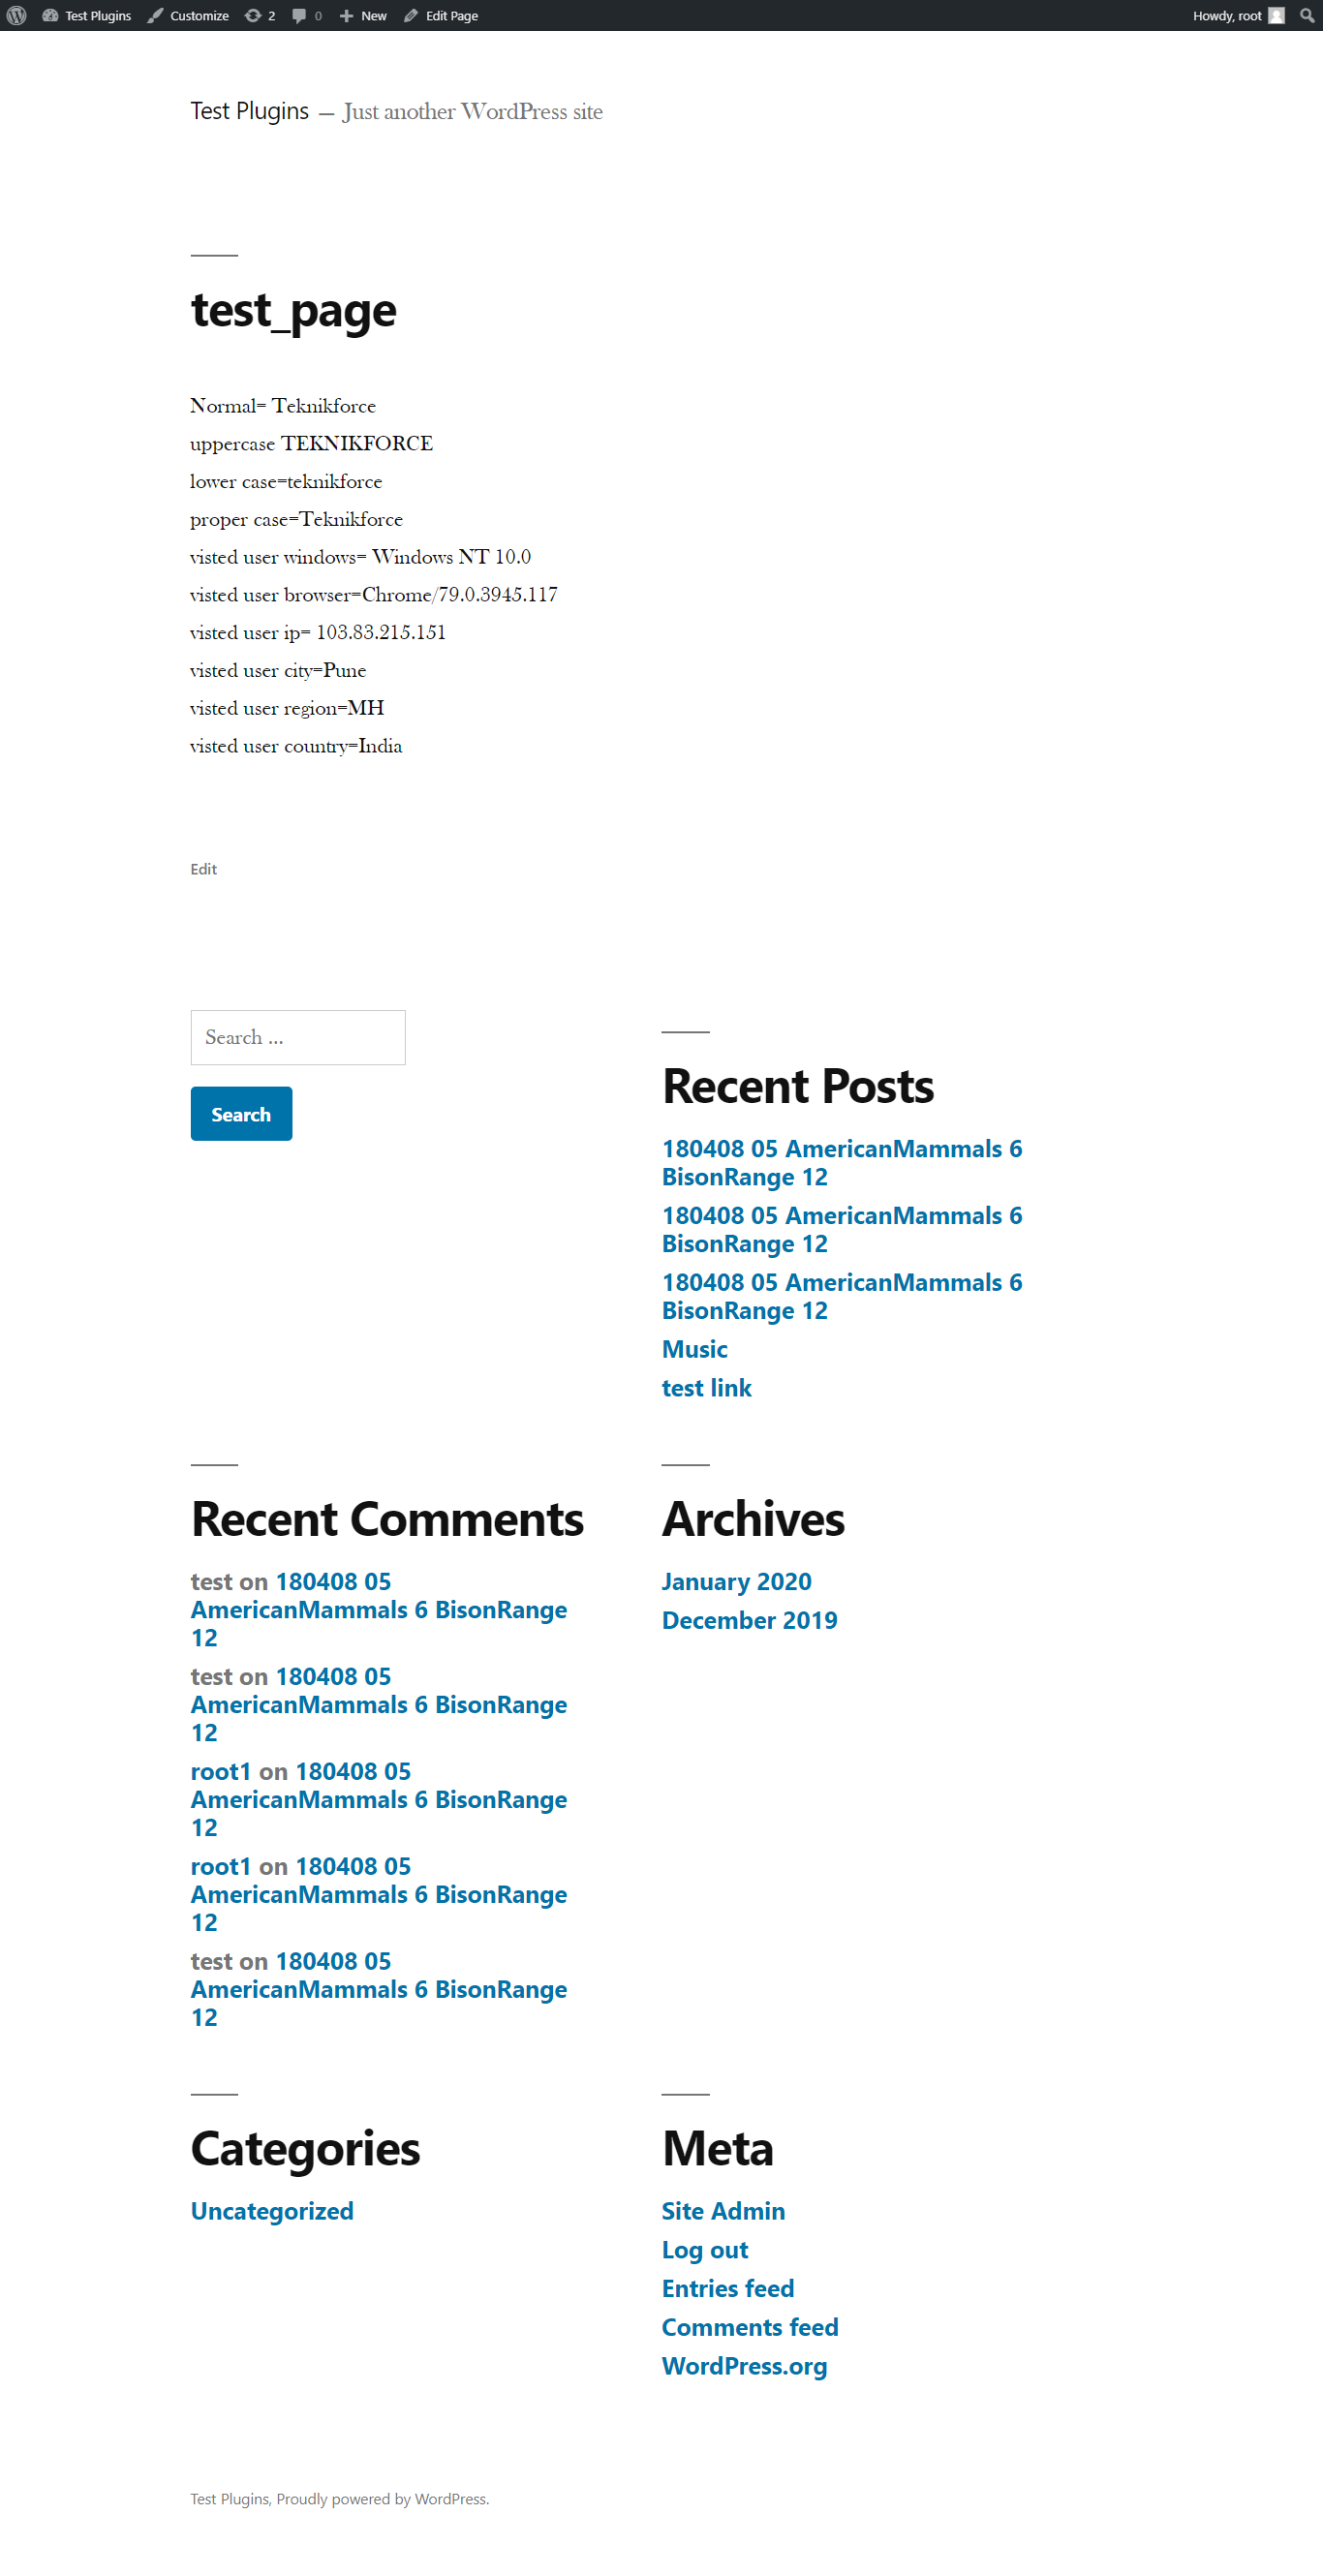 Test Plugins Customize 2 0 New Edit Page Howdy, root
Test Plugins — Just another WordPress site
test_page
Normal= Teknikforce
uppercase TEKNIKFORCE
lower case=teknikforce
proper case=Teknikforce
visted user windows= Windows NT 10.0
visted user browser=Chrome/79.0.3945.117
visted user ip= 103.83.215.151
visted user city=Pune
visted user region=MH
visted user country=India
Edit
Search ...
Search
Recent Posts
180408 05 AmericanMammals 6
BisonRange 12
180408 05 AmericanMammals 6
BisonRange 12
180408 05 AmericanMammals 6
BisonRange 12
Music
test link
Recent Comments
test on 180408 05
AmericanMammals 6 BisonRange
12
test on 180408 05
AmericanMammals 6 BisonRange
12
root1 on 180408 05
AmericanMammals 6 BisonRange
12
root1 on 180408 05
AmericanMammals 6 BisonRange
12
test on 180408 05
AmericanMammals 6 BisonRange
12
Archives
January 2020
December 2019
Categories
Uncategorized
Meta
Site Admin
Log out
Entries feed
Comments feed
WordPress.org
Test Plugins, Proudly powered by WordPress.